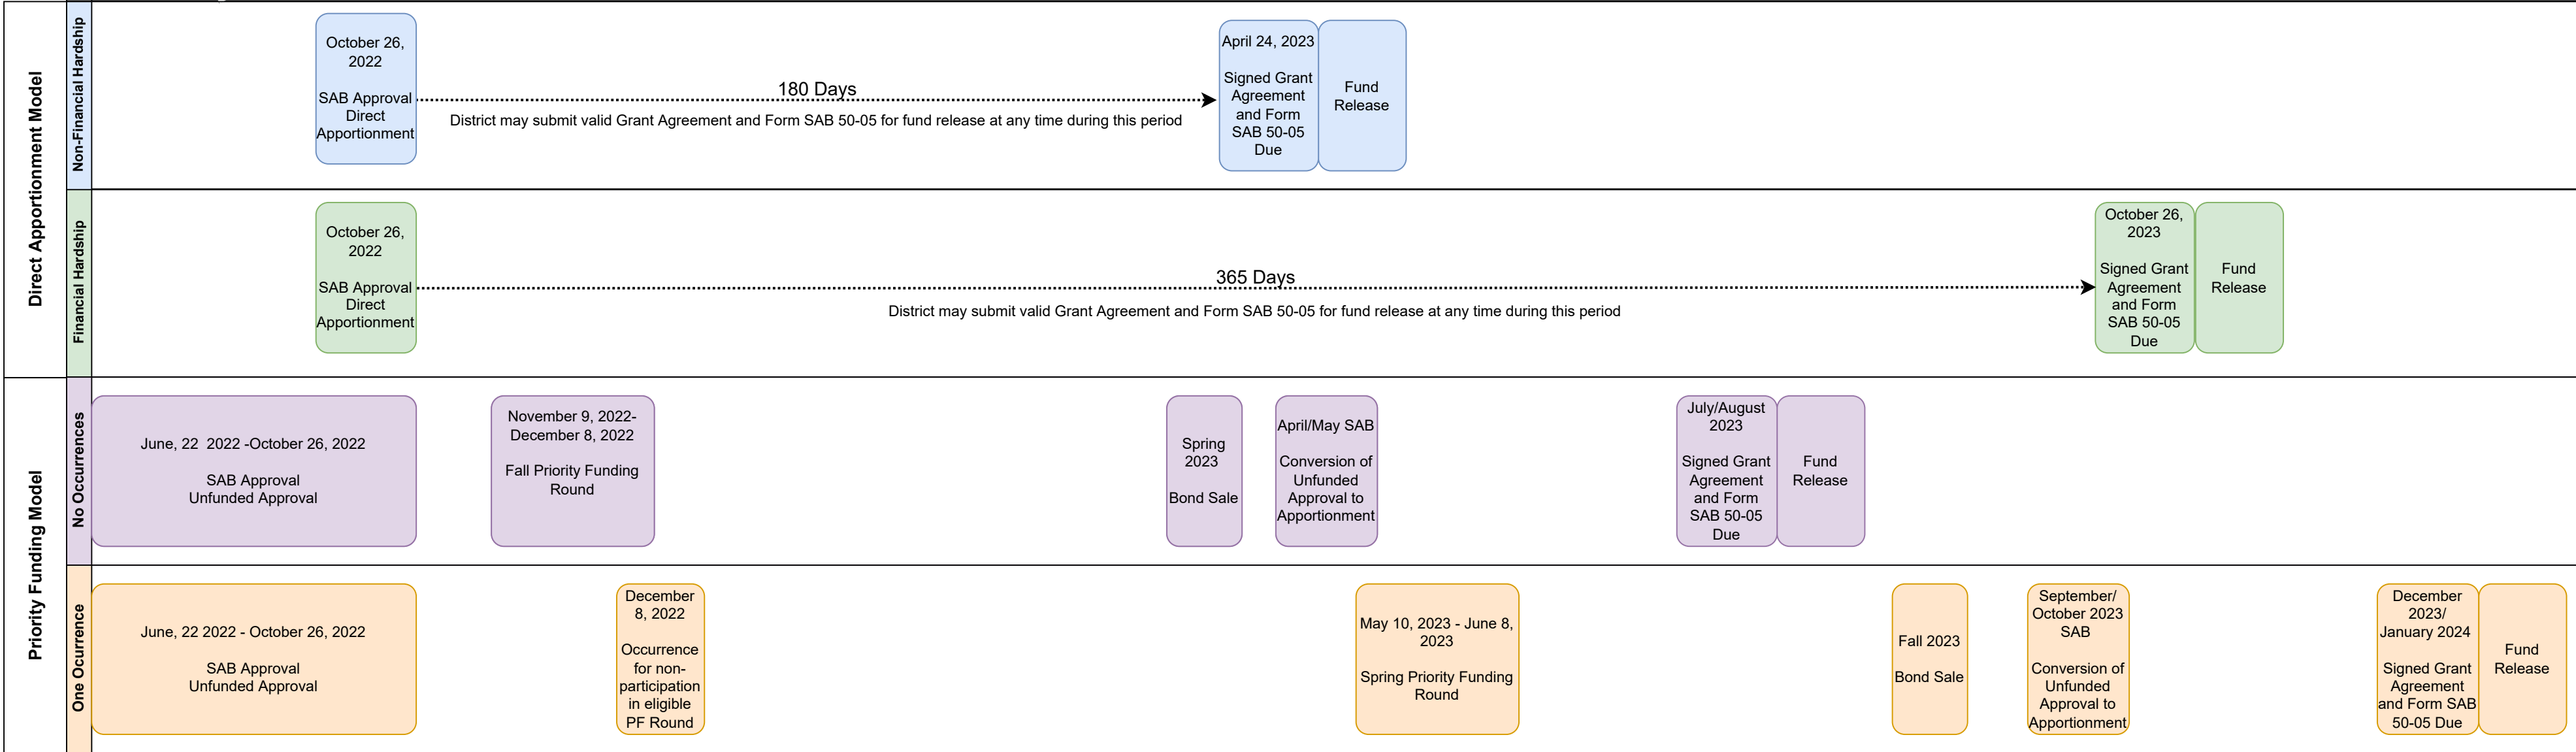 Direct Apportionment Model
Non-Financial Hardship
October 26,
2022
SAB Approval
Direct
Apportionment
180 Days
District may submit valid Grant Agreement and Form SAB 50-05 for fund release at any time during this period
April 24, 2023
Signed Grant
Agreement
and Form
SAB 50-05
Due
Fund
Release
Financial Hardship
October 26,
2022
SAB Approval
Direct
Apportionment
365 Days
District may submit valid Grant Agreement and Form SAB 50-05 for fund release at any time during this period
October 26,
2023
Signed Grant
Agreement
and Form
SAB 50-05
Due
Fund
Release
Priority Funding Model
No Occurrences
June, 22  2022 -October 26, 2022
SAB Approval
Unfunded Approval
November 9, 2022-
December 8, 2022
Fall Priority Funding
Round
Spring
2023
Bond Sale
April/May SAB
Conversion of
Unfunded
Approval to
Apportionment
July/August
2023
Signed Grant
Agreement
and Form
SAB 50-05
Due
Fund
Release
One Ocurrence
June, 22 2022 - October 26, 2022
SAB Approval
Unfunded Approval
December
8, 2022
Occurrence
for non-
participation
in eligible
PF Round
May 10, 2023 - June 8,
2023
Spring Priority Funding
Round
Fall 2023
Bond Sale
September/
October 2023
SAB
Conversion of
Unfunded
Approval to
Apportionment
December
2023/
January 2024
Signed Grant
Agreement
and Form SAB
50-05 Due
Fund
Release